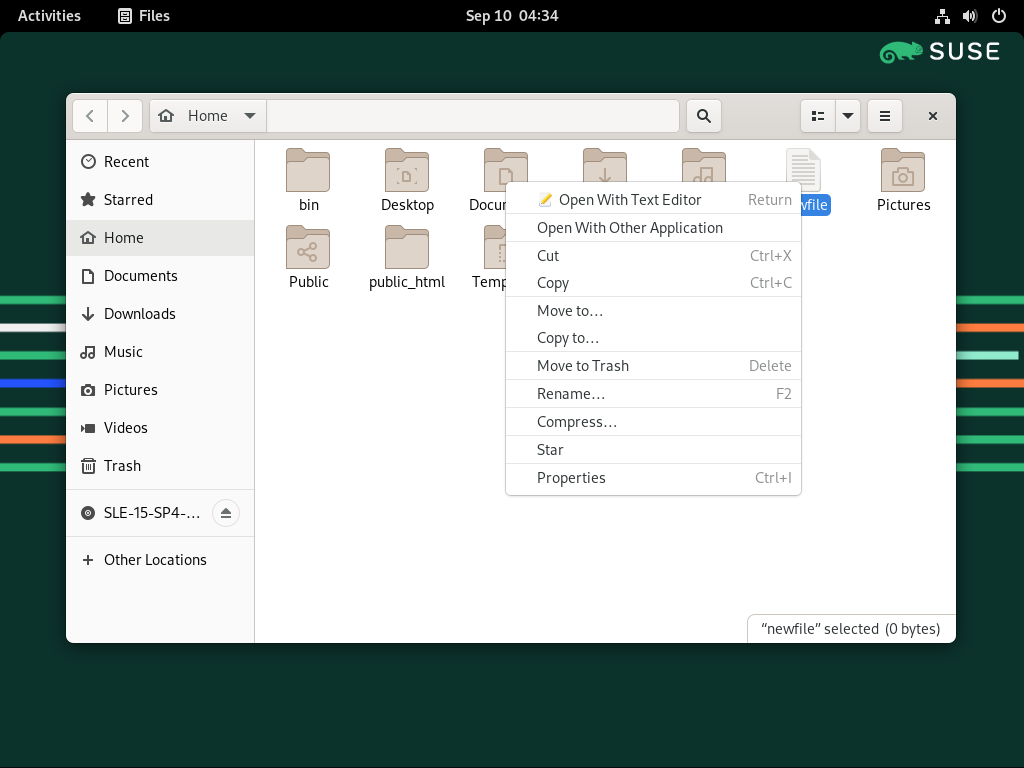 Activities Files Sep 10 04:34
SUSE
Home
Recent
Starred
Home
Documents
Downloads
Music
Pictures
Videos
Trash
SLE-15-SP4-…
Other Locations
bin Desktop Pictures
Public public_html
Open With Text Editor Return
Open With Other Application
Cut Ctrl+X
Copy Ctrl+C
Move to…
Copy to…
Move to Trash Delete
Rename… F2
Compress…
Star
Properties Ctrl+I
“newfile” selected (0 bytes)